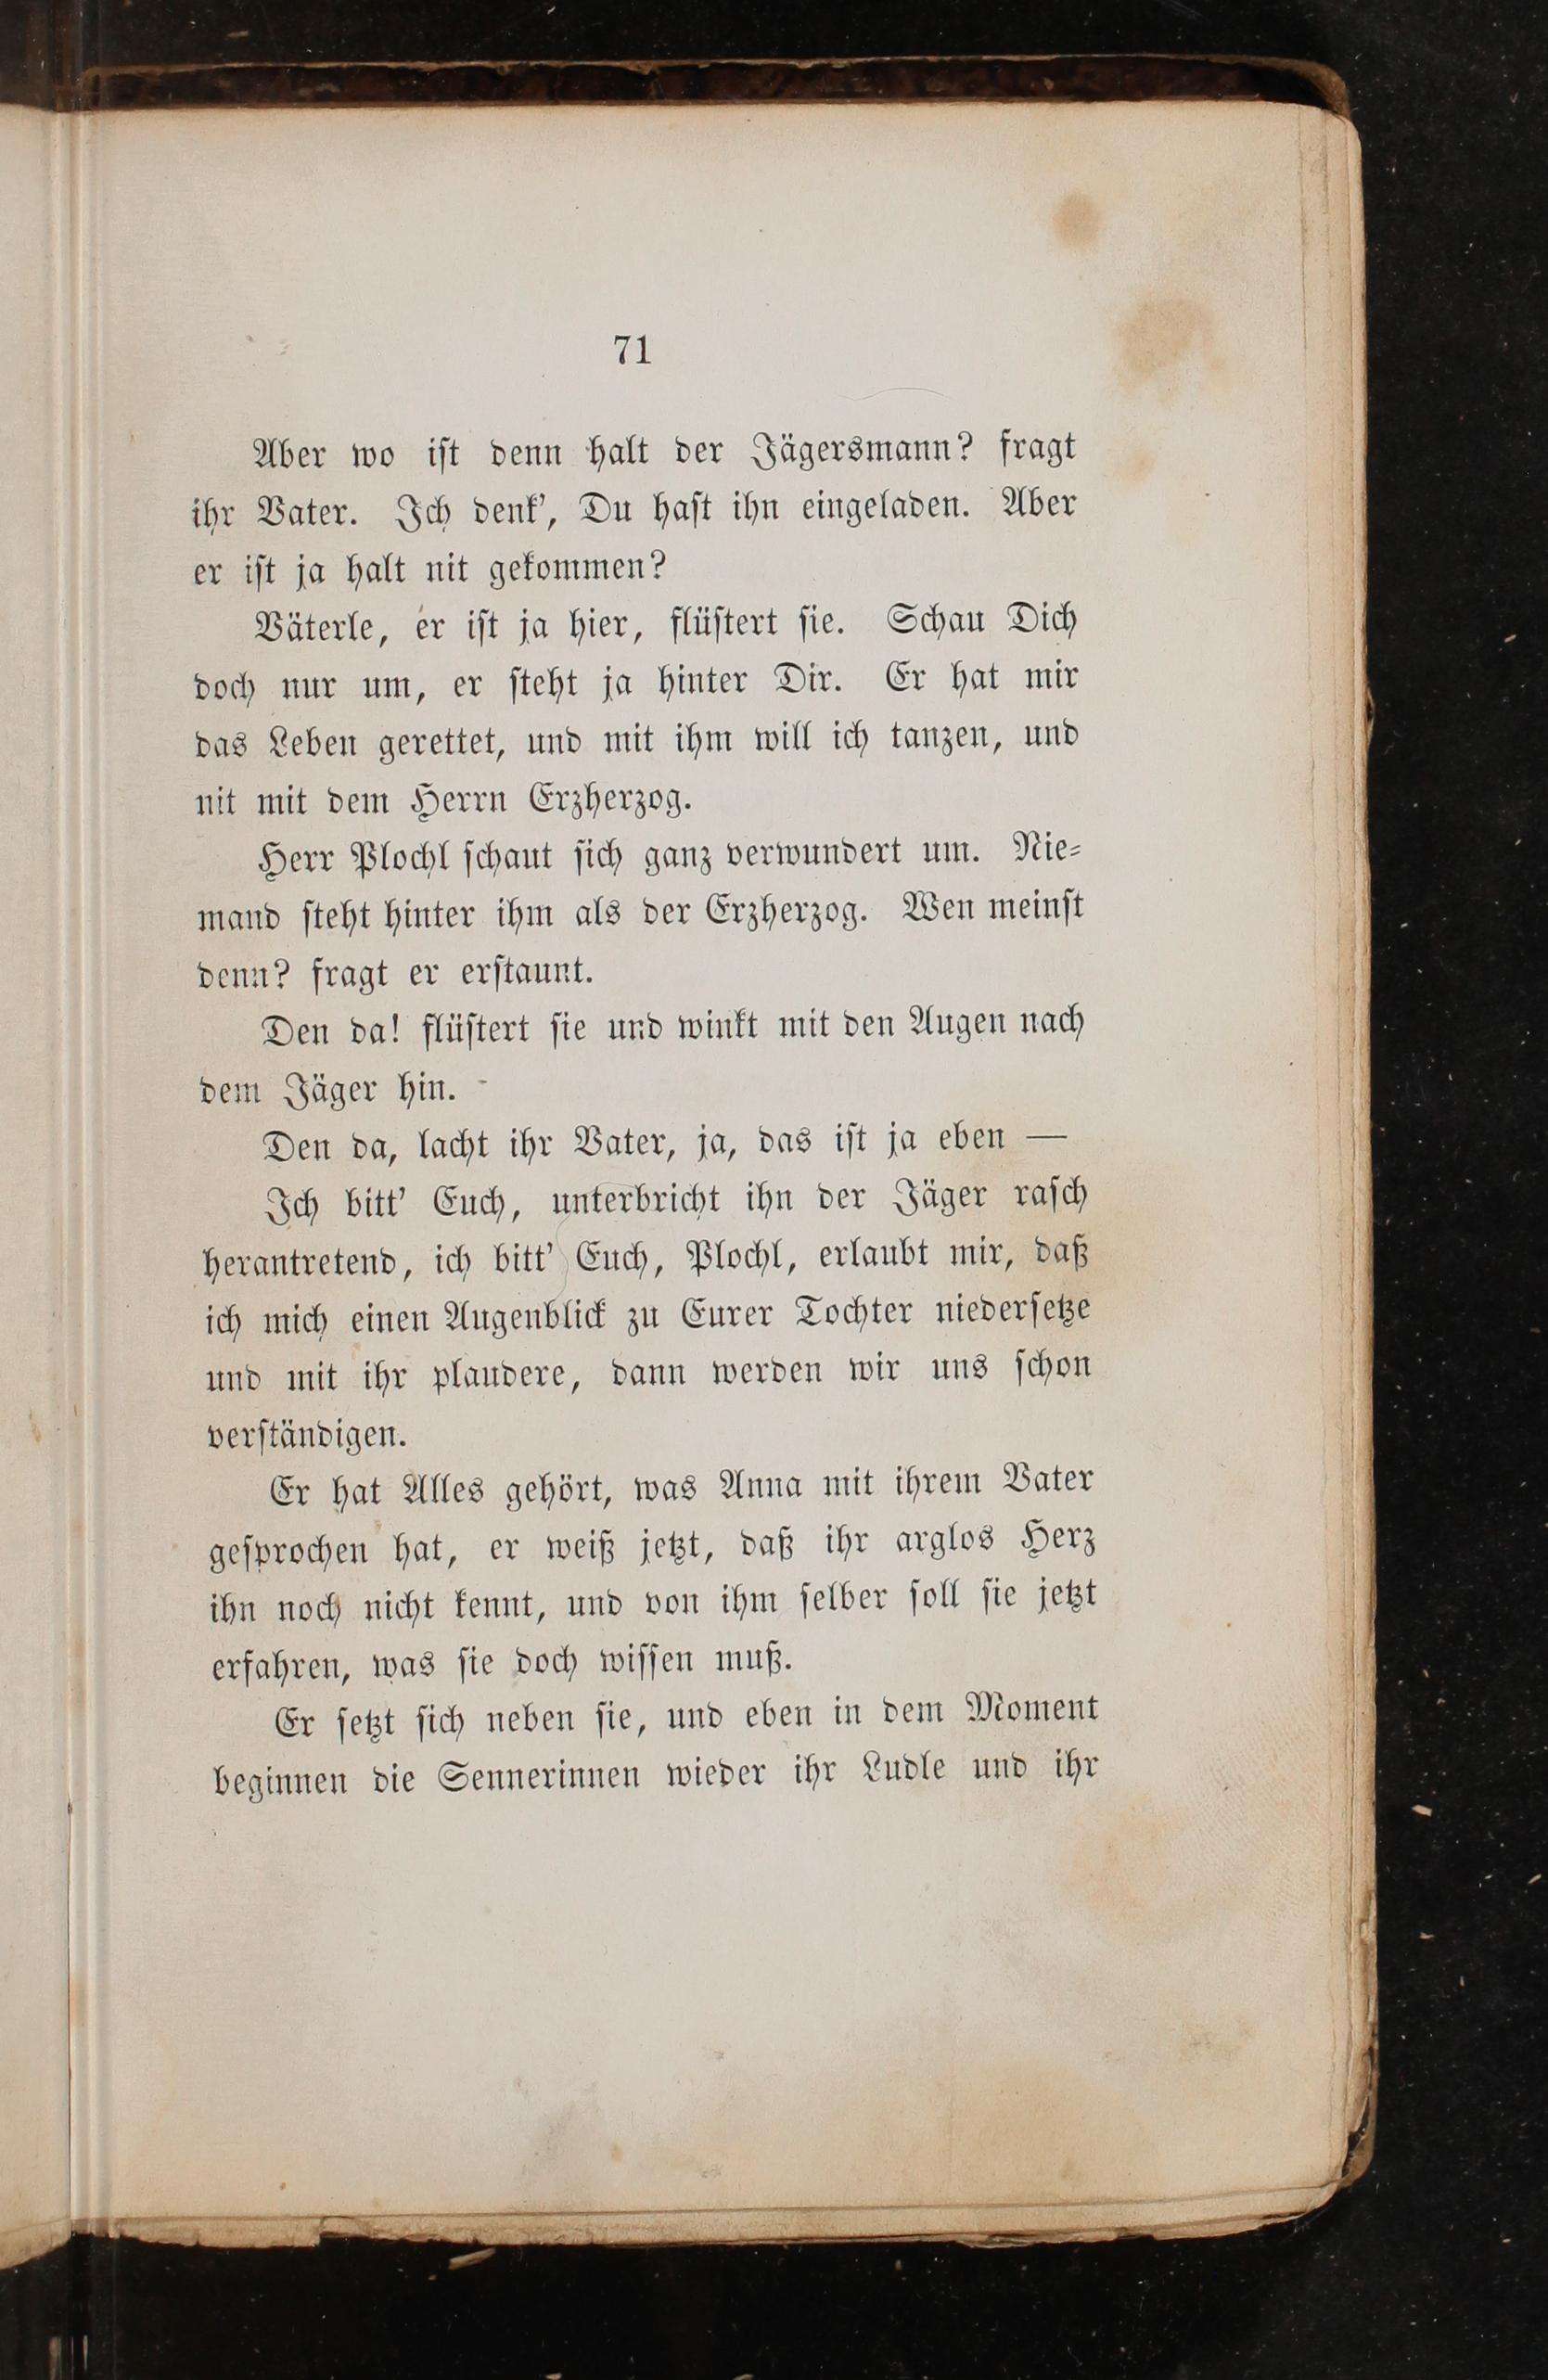 71
Aber wo iſt denn halt der Jägersmann? fragt
ihr Vater. Ich denk’, Du haſt ihn eingeladen. Aber
er iſt ja halt nit gekommen?
Väterle, er iſt ja hier, flüſtert ſie. Schau Dich
doch nur um, er ſteht ja hinter Dir. Er hat mir
das Leben gerettet, und mit ihm will ich tanzen, und
nit mit dem Herrn Erzherzog.
Herr Plochl ſchaut ſich ganz verwundert um. Nie⸗
mand ſteht hinter ihm als der Erzherzog. Wen meinſt
denn? fragt er erſtaunt.
Den da! flüſtert ſie und winkt mit den Augen nach
dem Jäger hin.
Den da, lacht ihr Vater, ja, das iſt ja eben —
Ich bitt’ Euch, unterbricht ihn der Jäger raſch
herantretend, ich bitt’ Euch, Plochl, erlaubt mir, daß
ich mich einen Augenblick zu Eurer Tochter niederſetze
und mit ihr plaudere, dann werden wir uns ſchon
verſtändigen.
Er hat Alles gehört, was Anna mit ihrem Vater
geſprochen hat, er weiß jetzt, daß ihr arglos Herz
ihn noch nicht kennt, und von ihm ſelber ſoll ſie jetzt
erfahren, was ſie doch wiſſen muß.
Er ſetzt ſich neben ſie, und eben in dem Moment
beginnen die Sennerinnen wieder ihr Ludle und ihr